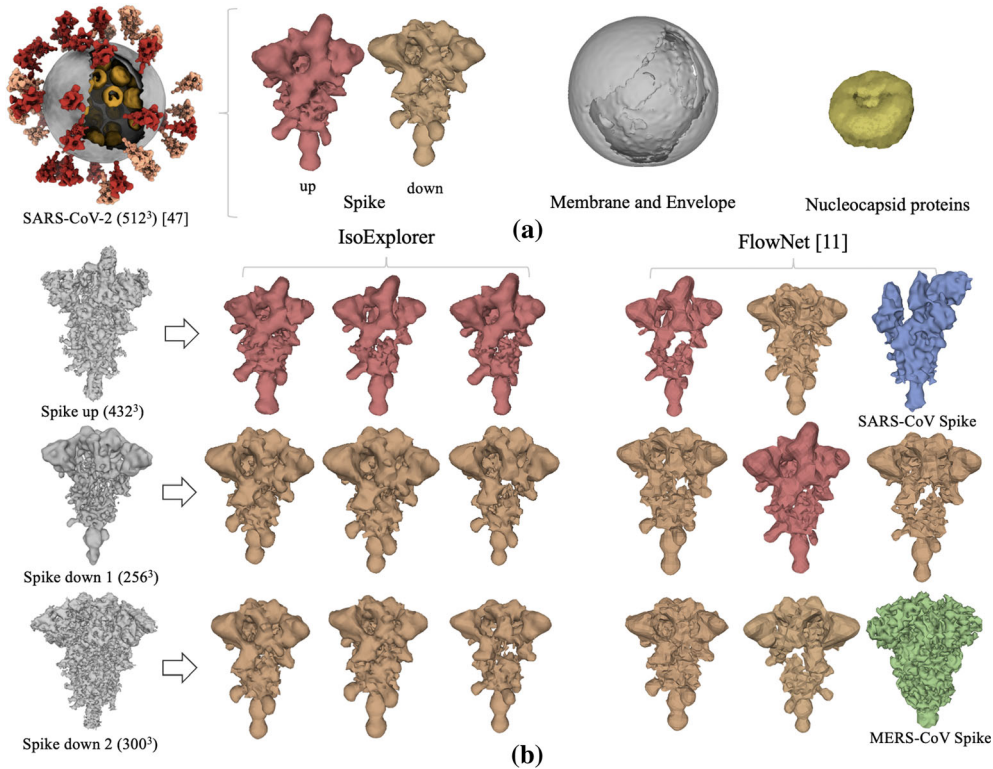 up
down
SARS-CoV-2 (512³) [47]
Spike
Membrane and Envelope
Nucleocapsid proteins
(a)
IsoExplorer
FlowNet [11]
Spike up (432³)
SARS-CoV Spike
Spike down 1 (256³)
Spike down 2 (300³)
MERS-CoV Spike
(b)